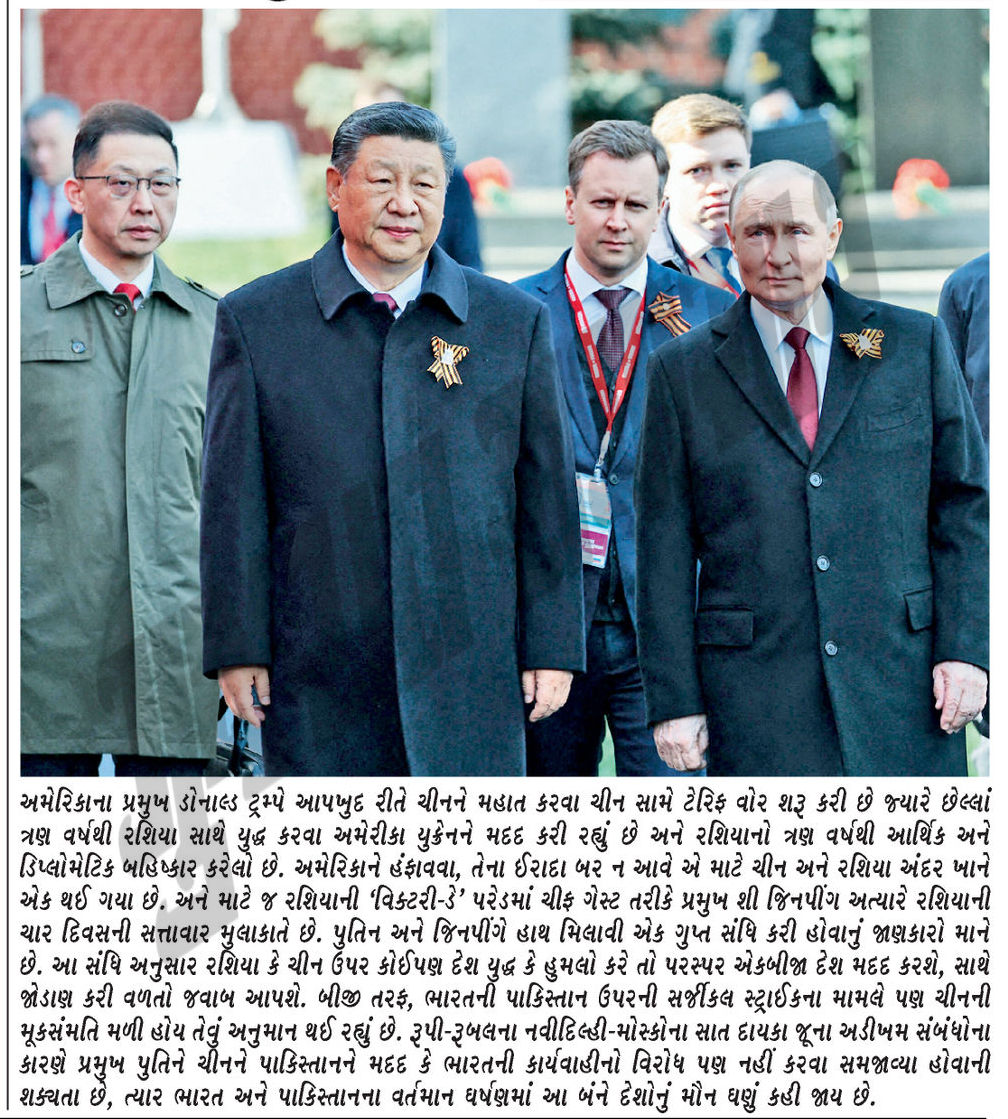 અમેરિકાના પ્રમુખ ડોનાલ્ડ ટ્રમ્પે આપખુદ રીતે ચીનને મહાત કરવા ચીન સામે ટેરિફ વોર શરૂ કરી છે જ્યારે છેલ્લાં
ત્રણ વર્ષથી રશિયા સાથે યુદ્ધ કરવા અમેરીકા યુક્રેનને મદદ કરી રહ્યું છે અને રશિયાનો ત્રણ વર્ષથી આર્થિક અને
ડિપ્લોમેટિક બહિષ્કાર કરેલો છે. અમેરિકાને હંફાવવા, તેના ઈરાદા બર ન આવે એ માટે ચીન અને રશિયા અંદર ખાને
એક થઈ ગયા છે. અને માટે જ રશિયાની ‘વિક્ટરી-ડે’ પરેડમાં ચીફ ગેસ્ટ તરીકે પ્રમુખ શી જિનપીંગ અત્યારે રશિયાની
ચાર દિવસની સત્તાવાર મુલાકાતે છે. પુતિન અને જિનપીંગે હાથ મિલાવી એક ગુપ્ત સંધિ કરી હોવાનું જાણકારો માને
છે. આ સંધિ અનુસાર રશિયા કે ચીન ઉપર કોઈપણ દેશ યુદ્ધ કે હુમલો કરે તો પરસ્પર એકબીજા દેશ મદદ કરશે, સાથે
જોડાણ કરી વળતો જવાબ આપશે. બીજી તરફ, ભારતની પાકિસ્તાન ઉપરની સર્જીકલ સ્ટ્રાઈકના મામલે પણ ચીનની
મૂકસંમતિ મળી હોય તેવું અનુમાન થઈ રહ્યું છે. રૂપી-રૂબલના નવીદિલ્હી-મોસ્કોના સાત દાયકા જૂના અડીખમ સંબંધોના
કારણે પ્રમુખ પુતિને ચીનને પાકિસ્તાનને મદદ કે ભારતની કાર્યવાહીનો વિરોધ પણ નહીં કરવા સમજાવ્યા હોવાની
શક્યતા છે, ત્યાર ભારત અને પાકિસ્તાનના વર્તમાન ઘર્ષણમાં આ બંને દેશોનું મૌન ઘણું કહી જાય છે.